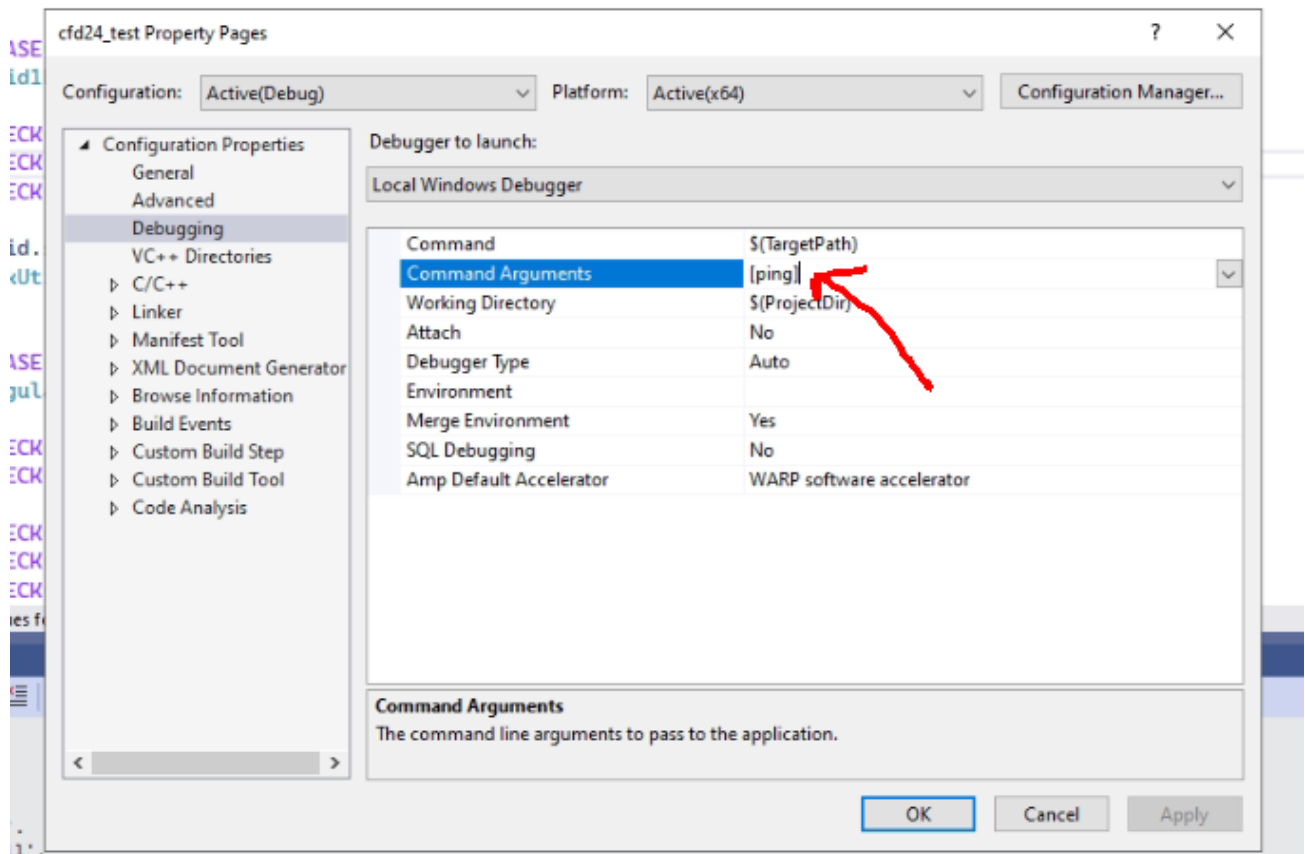 cfd24_test Property Pages
?
Configuration: Active(Debug) Platform: Active(x64) Configuration Manager...
Configuration Properties
General
Advanced
Debugging
VC++ Directories
C/C++
Linker
Manifest Tool
XML Document Generator
Browse Information
Build Events
Custom Build Step
Custom Build Tool
Code Analysis
Debugger to launch:
Local Windows Debugger
Command $(TargetPath)
Command Arguments [ping]
Working Directory $(ProjectDir)
Attach No
Debugger Type Auto
Environment
Merge Environment Yes
SQL Debugging No
Amp Default Accelerator WARP software accelerator
Command Arguments
The command line arguments to pass to the application.
OK Cancel Apply